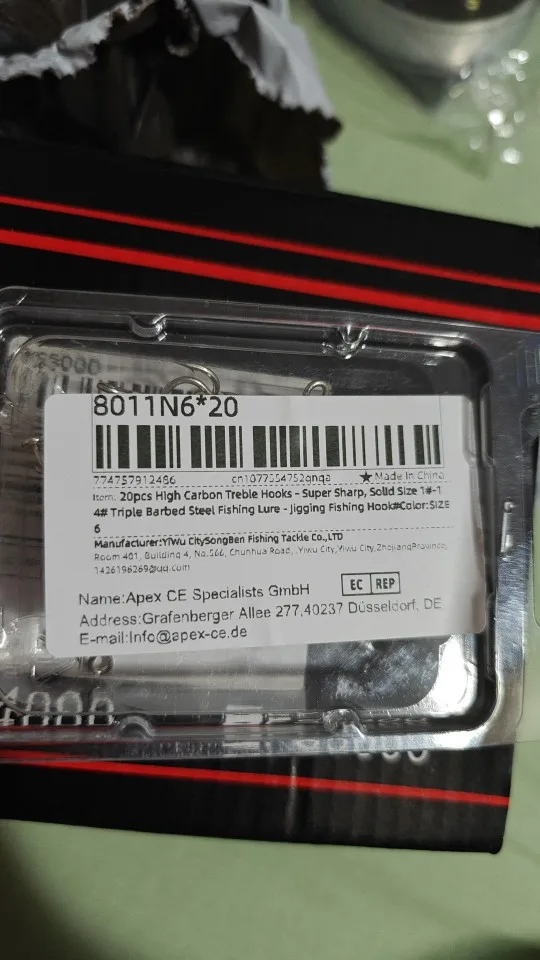 8011N6*20
774757912486 cn1077554752qnqa ★Made In China
Item: 20pcs High Carbon Treble Hooks - Super Sharp, Solid Size 1#-1
4# Triple Barbed Steel Fishing Lure - Jigging Fishing Hook#Color:SIZE
6
Manufacturer:YiWu CitySongBen Fishing Tackle Co.,LTD
Room 401, Building 4, No.566, Chunhua Road, ,Yiwu City,Yiwu City,ZhejiangProvince,
1426196269@qq.com
Name:Apex CE Specialists GmbH EC REP
Address:Grafenberger Allee 277,40237 Düsseldorf, DE
E-mail:Info@apex-ce.de